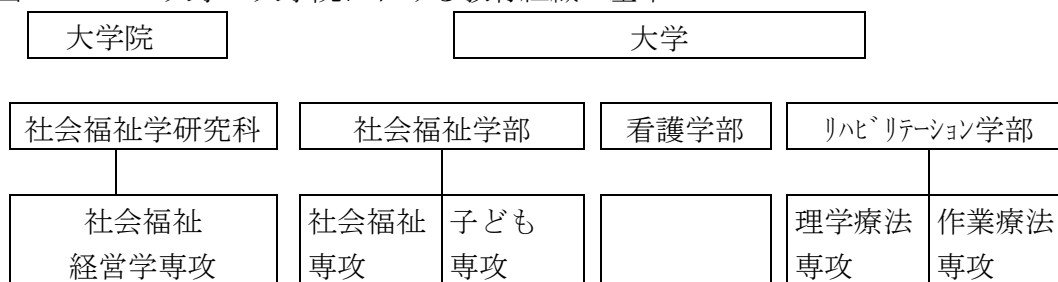 大学院 大学
社会福祉学研究科 社会福祉学部 看護学部 ﾘﾊﾋﾞﾘﾃｰｼｮﾝ学部
社会福祉 社会福祉 子ども 理学療法 作業療法
経営学専攻 専攻 専攻 専攻 専攻